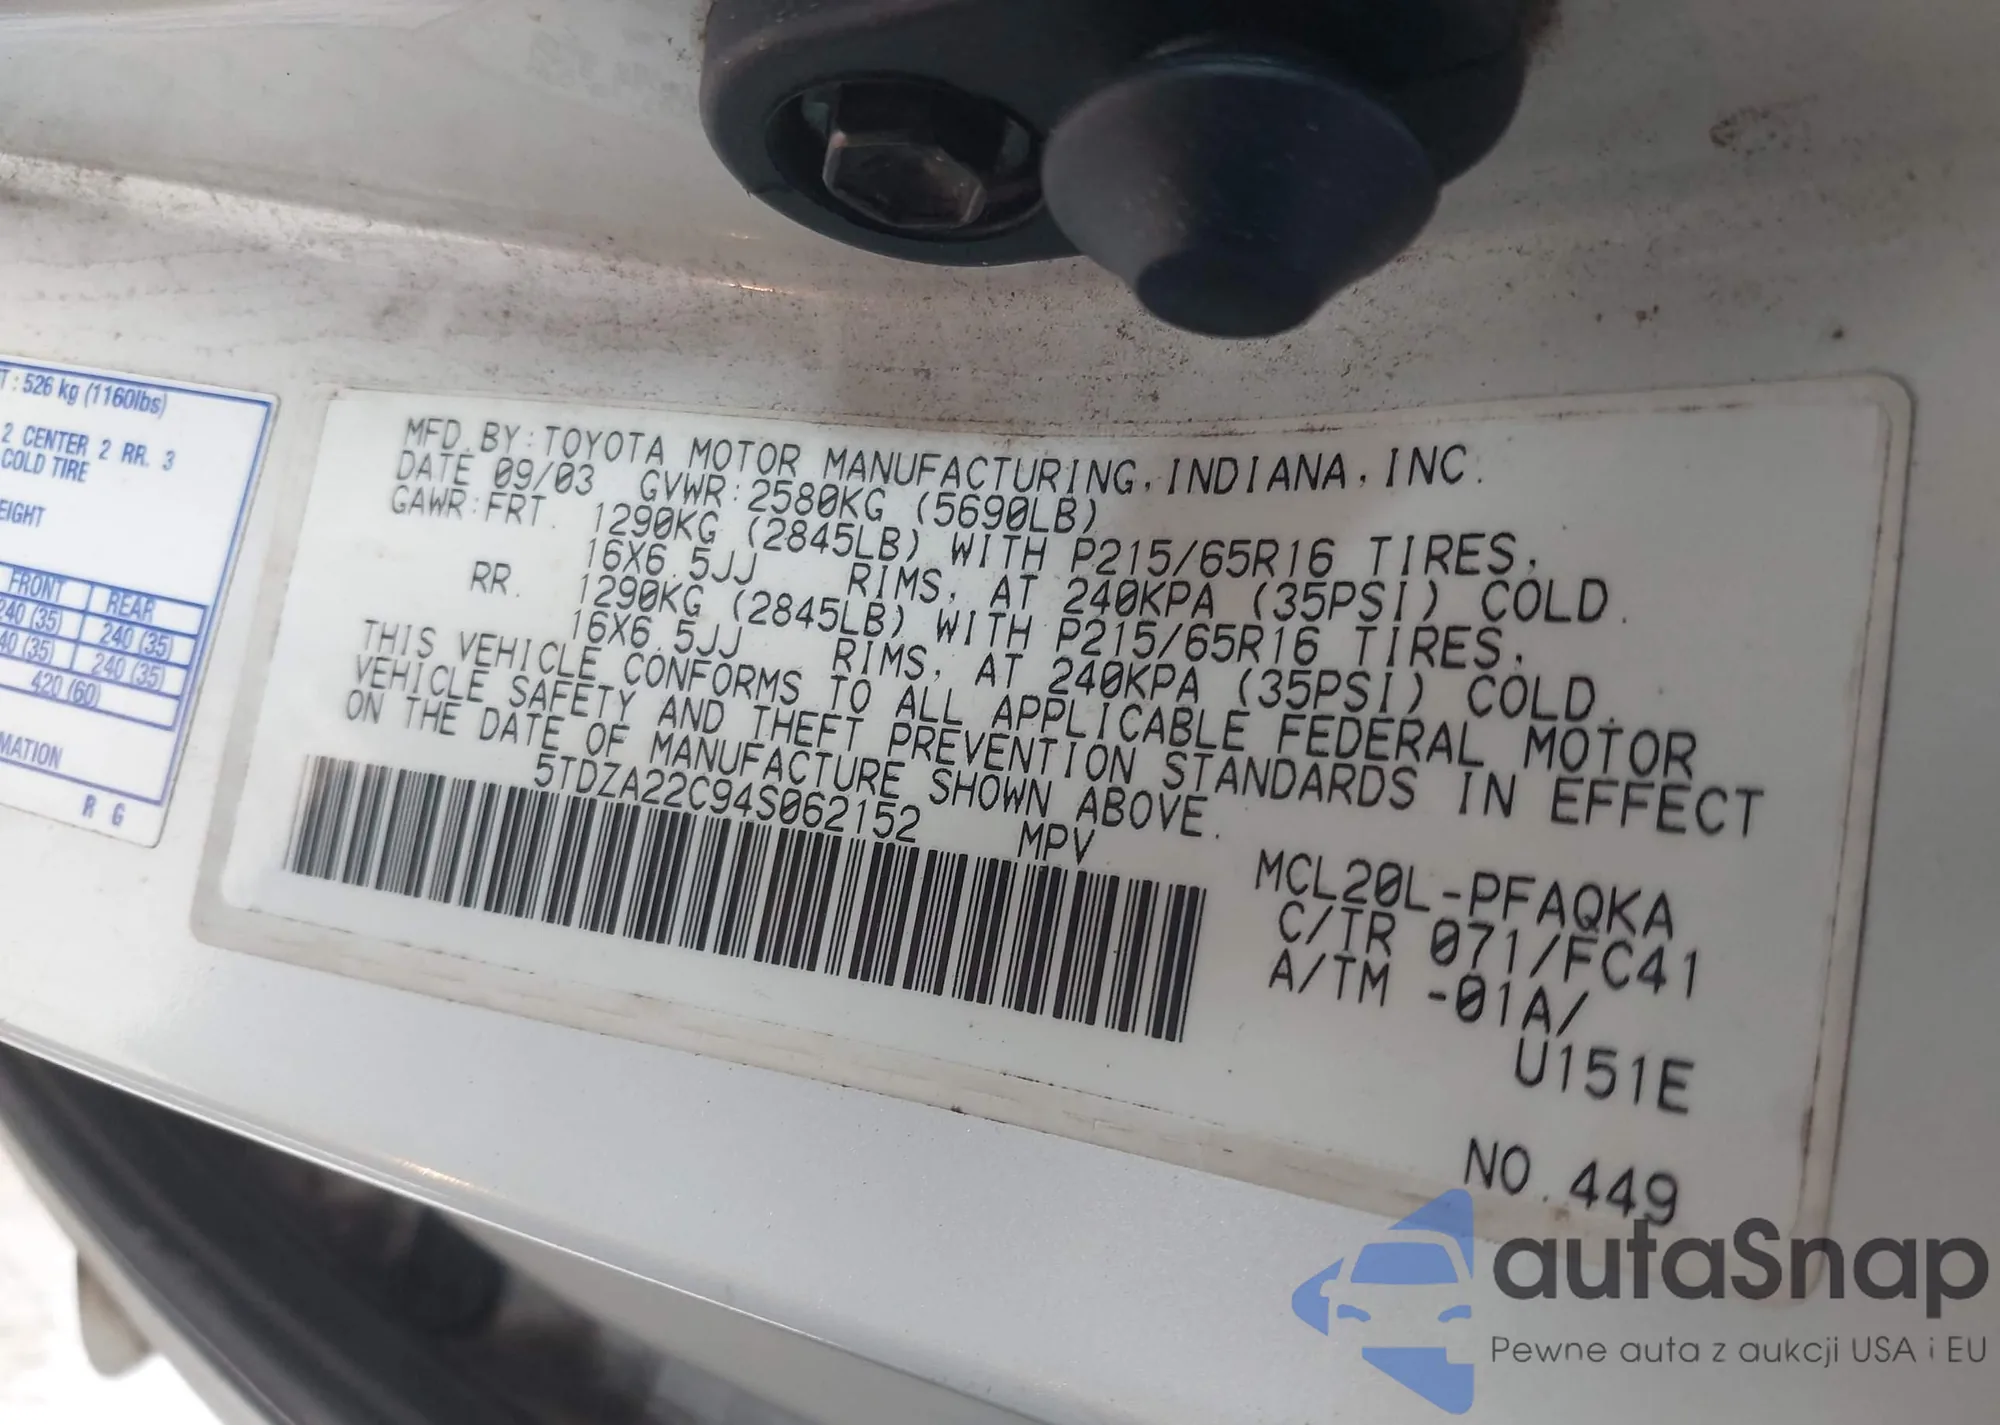 T: 526 kg (1160lbs)
2 CENTER 2 RR. 3
COLD TIRE
EIGHT
FRONT REAR
240 (35) 240 (35)
40 (35) 240 (35)
420 (60)
MATION
R G
MFD. BY: TOYOTA MOTOR MANUFACTURING, INDIANA, INC.
DATE 09/03 GVWR: 2580KG (5690LB)
GAWR: FRT. 1290KG (2845LB) WITH P215/65R16 TIRES,
16X6.5JJ RIMS, AT 240KPA (35PSI) COLD.
RR. 1290KG (2845LB) WITH P215/65R16 TIRES,
16X6.5JJ RIMS, AT 240KPA (35PSI) COLD.
THIS VEHICLE CONFORMS TO ALL APPLICABLE FEDERAL MOTOR
VEHICLE SAFETY AND THEFT PREVENTION STANDARDS IN EFFECT
ON THE DATE OF MANUFACTURE SHOWN ABOVE.
5TDZA22C94S062152 MPV
MCL20L-PFAQKA
C/TR 071/FC41
A/TM -01A/
U151E
NO. 449
autaSnap
Pewne auta z aukcji USA i EU